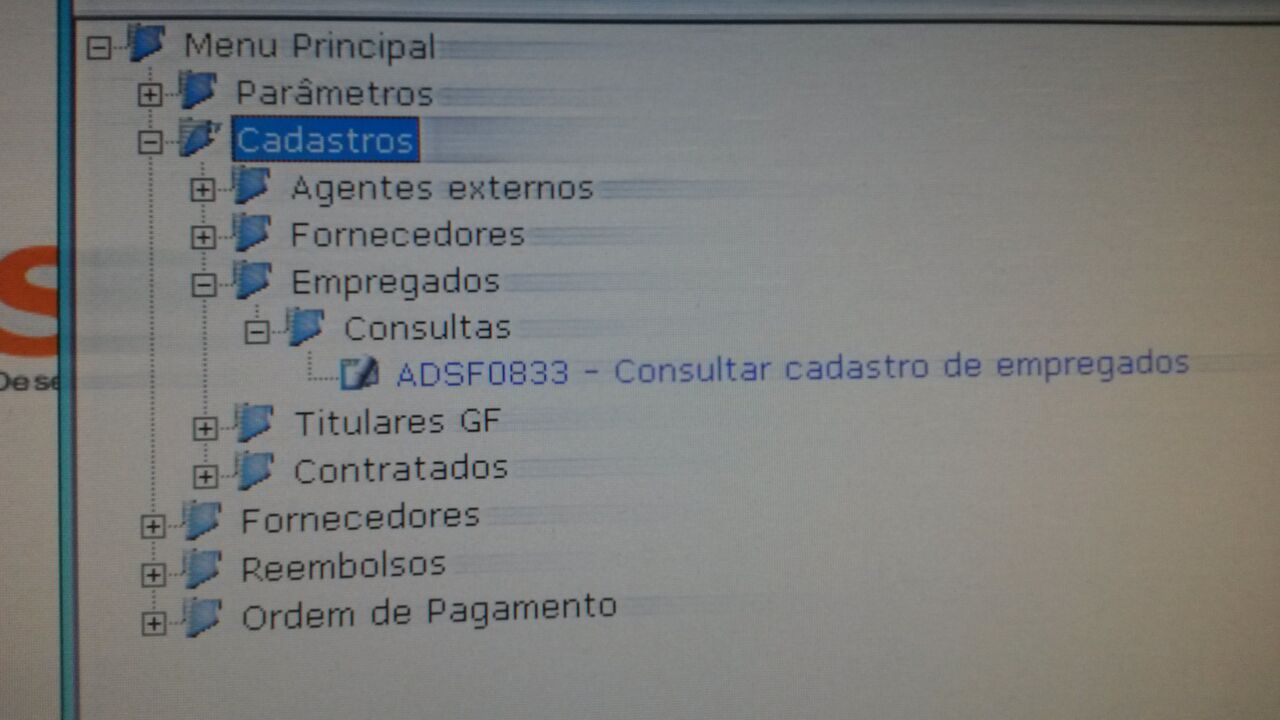 Menu Principal
Parâmetros
Cadastros
Agentes externos
Fornecedores
Empregados
Consultas
ADSF0833 - Consultar cadastro de empregados
Titulares GF
Contratados
Fornecedores
Reembolsos
Ordem de Pagamento
S
Dese